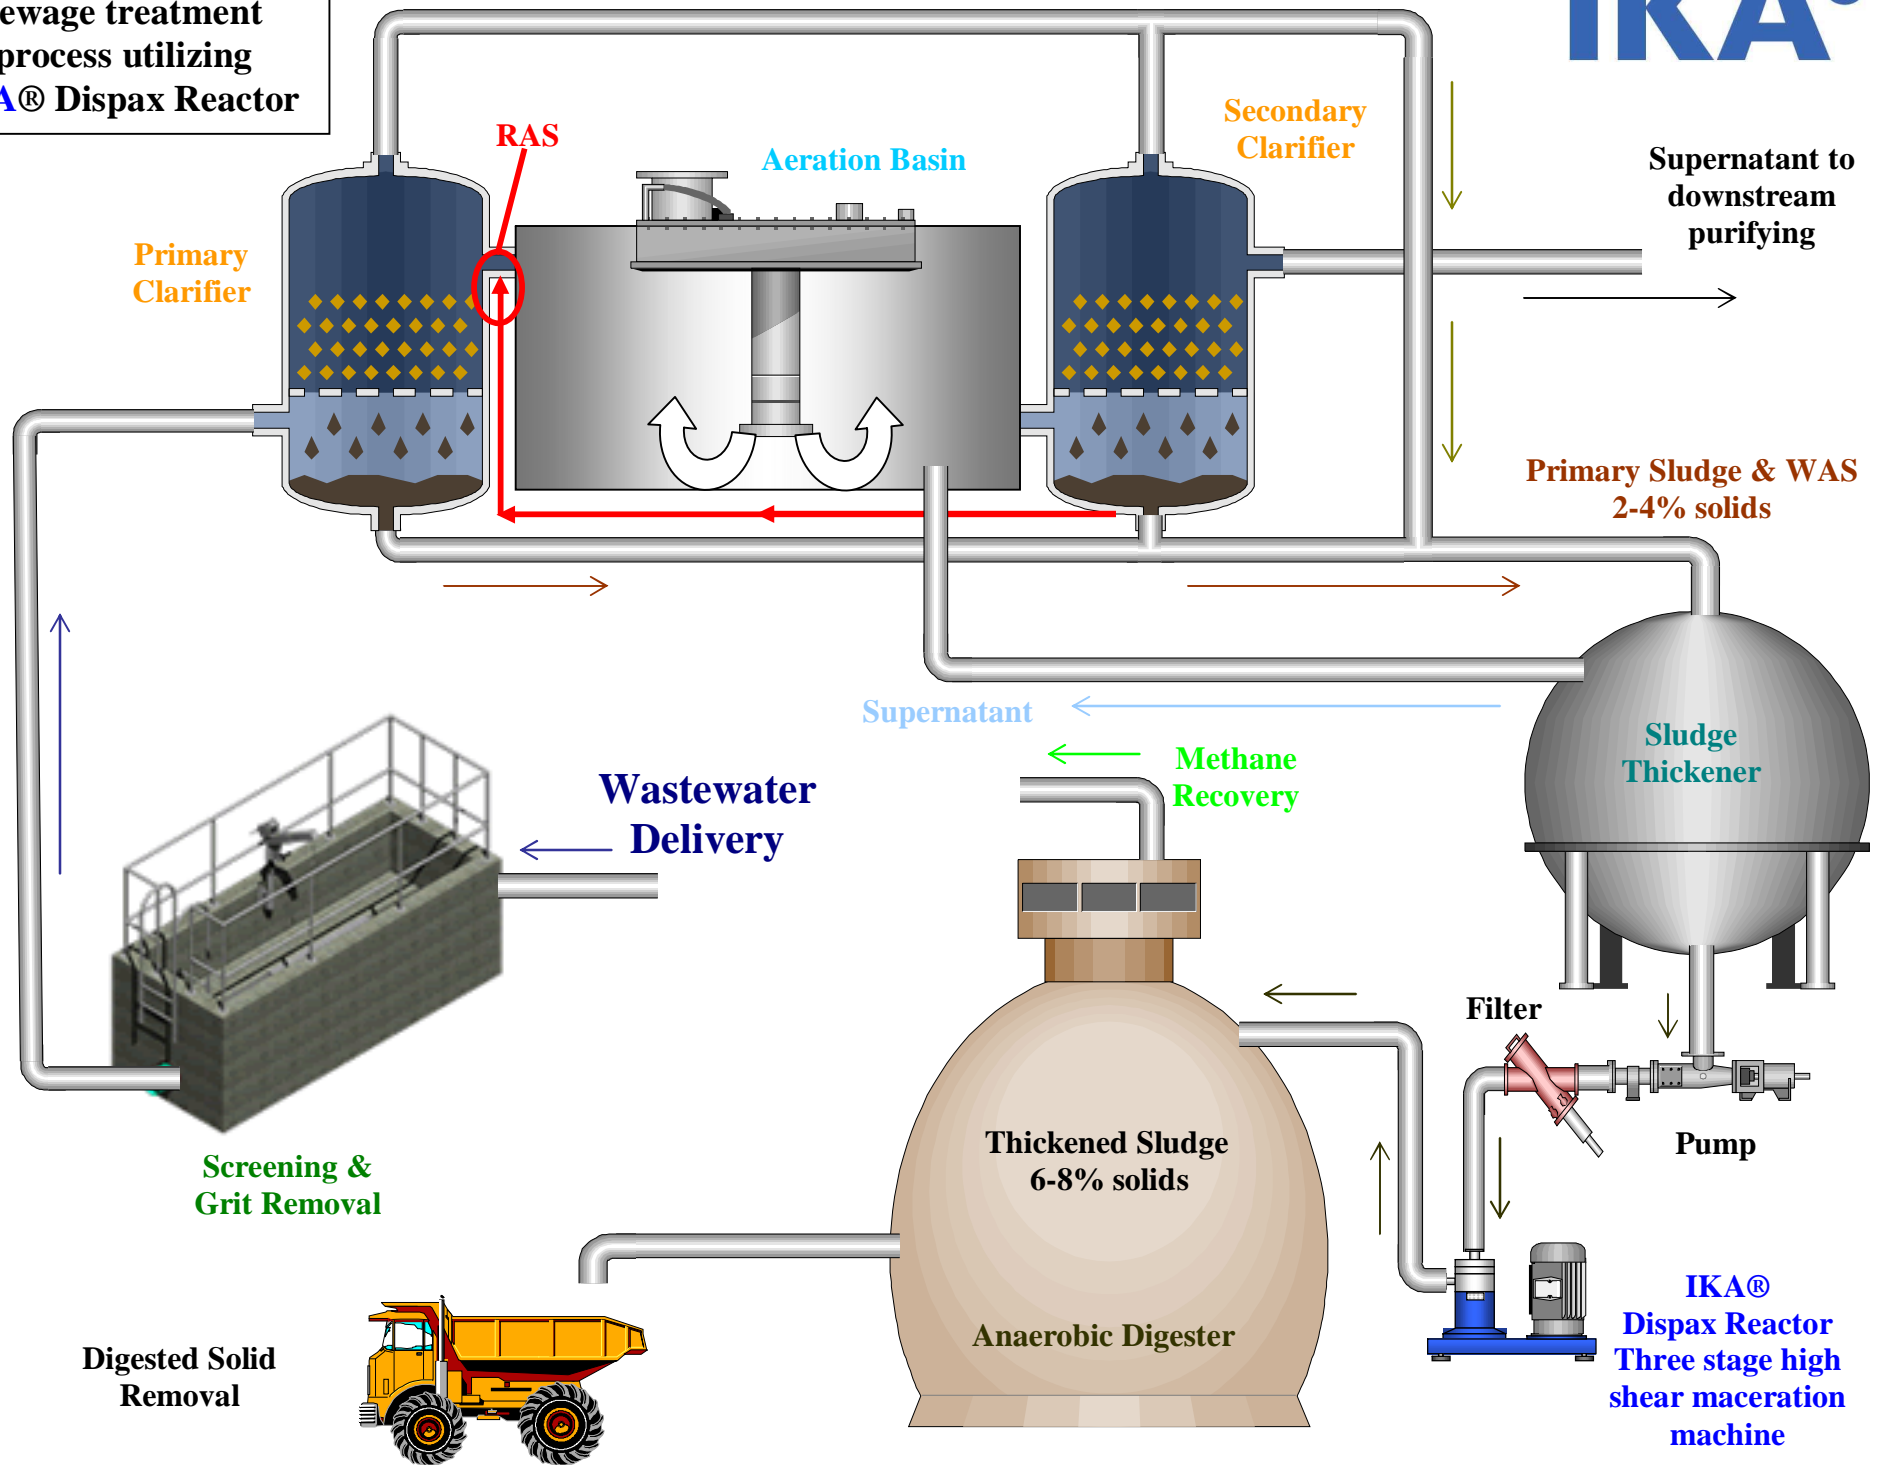 ewage treatment
process utilizing
A® Dispax Reactor
IKA®
RAS
Aeration Basin
Secondary
Clarifier
Supernatant to
downstream
purifying
Primary
Clarifier
Primary Sludge & WAS
2-4% solids
Supernatant
Methane
Recovery
Sludge
Thickener
Wastewater
Delivery
Filter
Pump
Thickened Sludge
6-8% solids
Screening &
Grit Removal
Anaerobic Digester
IKA®
Dispax Reactor
Three stage high
shear maceration
machine
Digested Solid
Removal